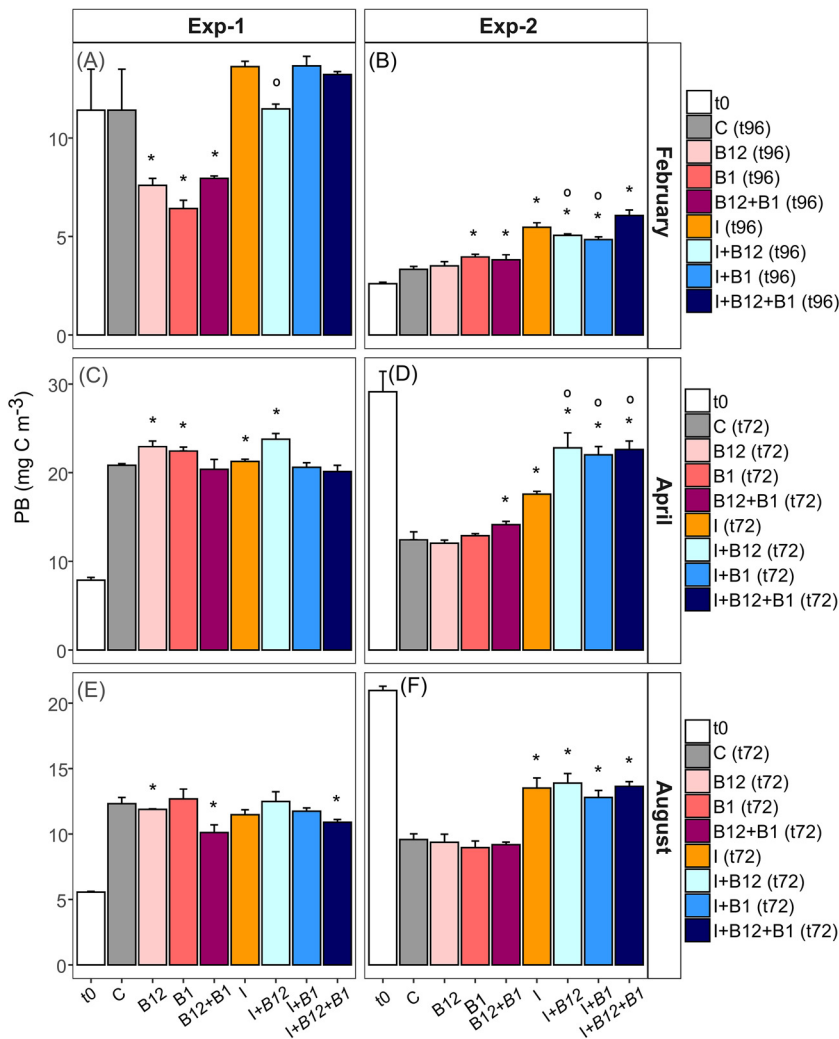 Exp-1
Exp-2
(A)
(B)
10
5
0
* * * o
* * * o * o * *
February
t0
C (t96)
B12 (t96)
B1 (t96)
B12+B1 (t96)
I (t96)
I+B12 (t96)
I+B1 (t96)
I+B12+B1 (t96)
PB (mg C m-3)
(C)
(D)
30
20
10
0
* * * *
* * o * o * o *
April
t0
C (t72)
B12 (t72)
B1 (t72)
B12+B1 (t72)
I (t72)
I+B12 (t72)
I+B1 (t72)
I+B12+B1 (t72)
(E)
(F)
20
15
10
5
0
* * *
* * * *
August
t0
C (t72)
B12 (t72)
B1 (t72)
B12+B1 (t72)
I (t72)
I+B12 (t72)
I+B1 (t72)
I+B12+B1 (t72)
t0 C B12 B1 B12+B1 I I+B12 I+B1 I+B12+B1
t0 C B12 B1 B12+B1 I I+B12 I+B1 I+B12+B1